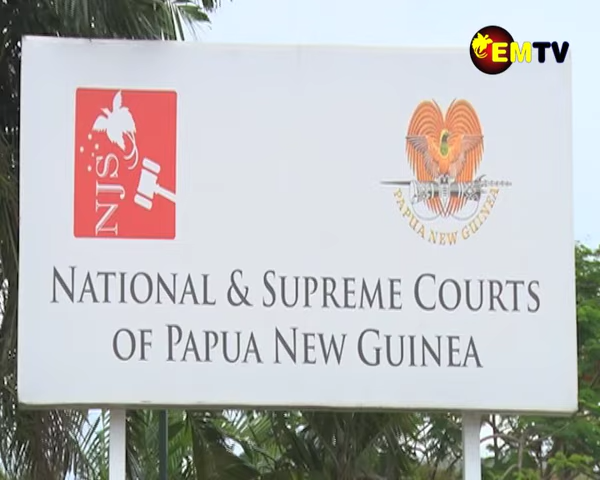 EMTV
NJS
PAPUA NEW GUINEA
NATIONAL & SUPREME COURTS
OF PAPUA NEW GUINEA